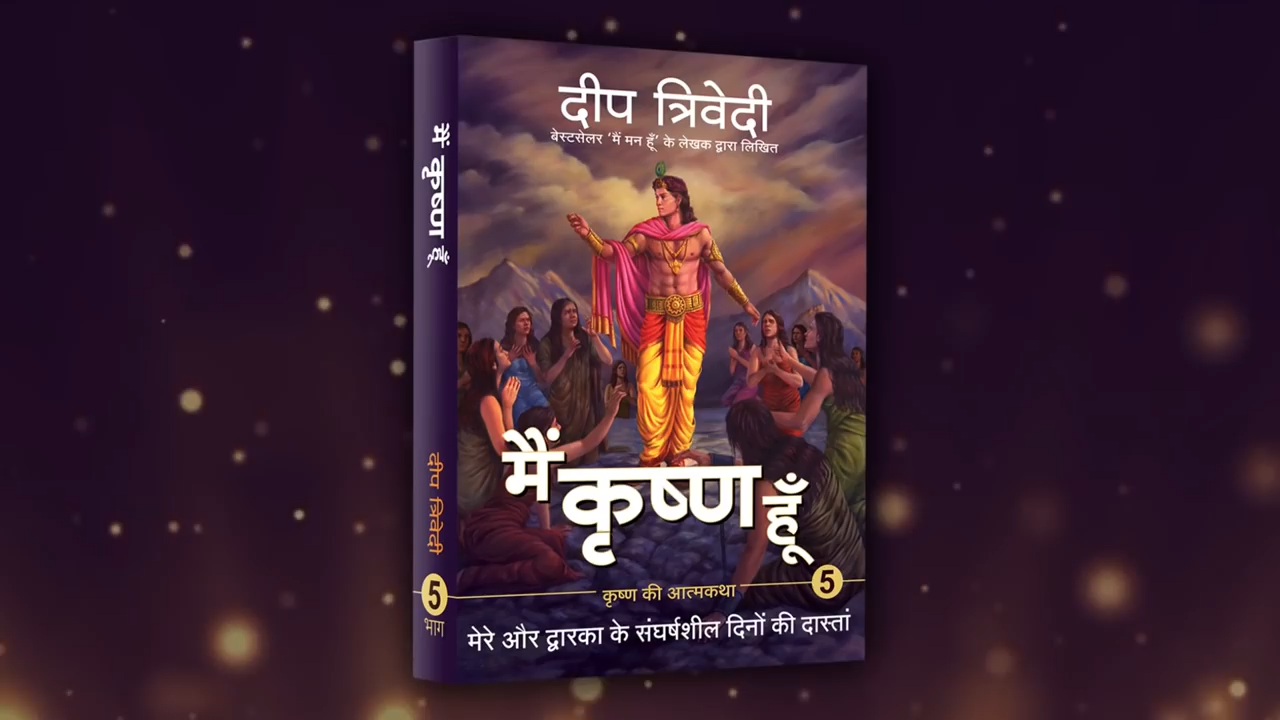 दीप त्रिवेदी
बेस्टसेलर ‘मैं मन हूँ’ के लेखक द्वारा लिखित
मैं कृष्ण हूँ
कृष्ण की आत्मकथा
5
मेरे और द्वारका के संघर्षशील दिनों की दास्तां
मैं कृष्ण हूँ
दीप त्रिवेदी
5
भाग